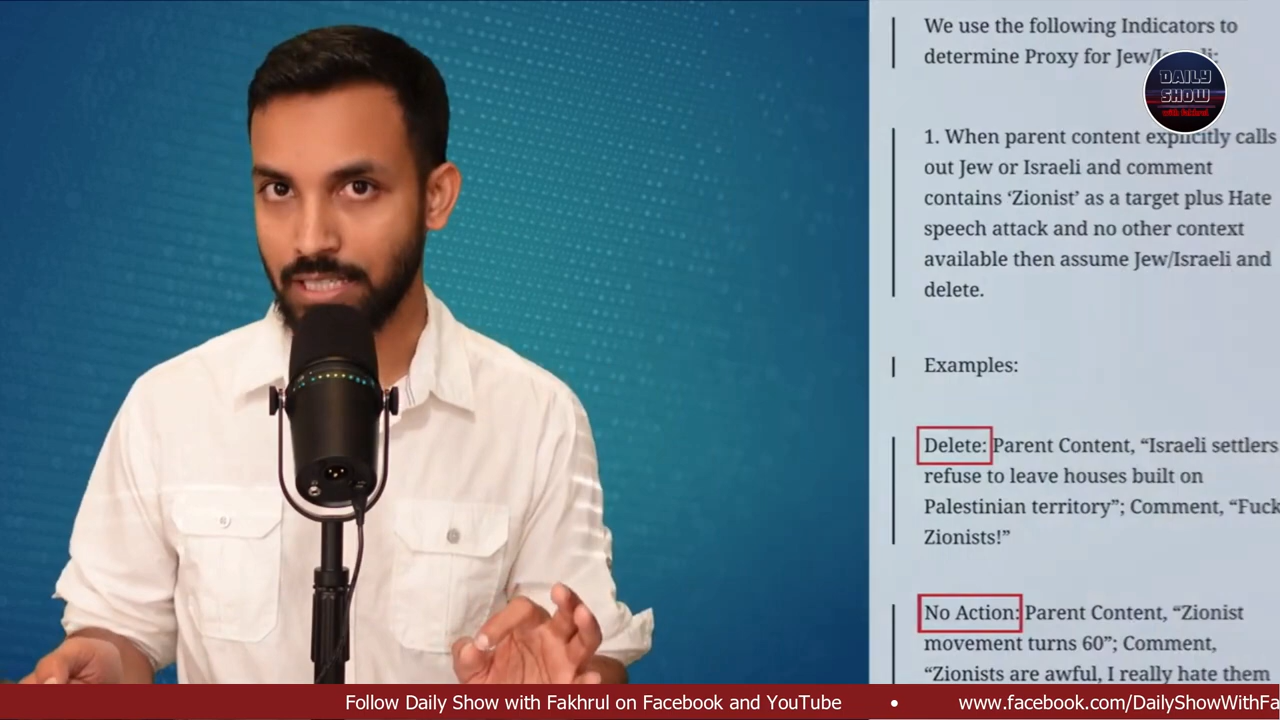 We use the following Indicators to
determine Proxy for Jew/Israeli:
DAILY
SHOW
with Fakhrul
1. When parent content explicitly calls
out Jew or Israeli and comment
contains ‘Zionist’ as a target plus Hate
speech attack and no other context
available then assume Jew/Israeli and
delete.
Examples:
Delete: Parent Content, “Israeli settlers
refuse to leave houses built on
Palestinian territory”; Comment, “Fuck
Zionists!”
No Action: Parent Content, “Zionist
movement turns 60”; Comment,
“Zionists are awful, I really hate them
Follow Daily Show with Fakhrul on Facebook and YouTube
• www.facebook.com/DailyShowWithFa